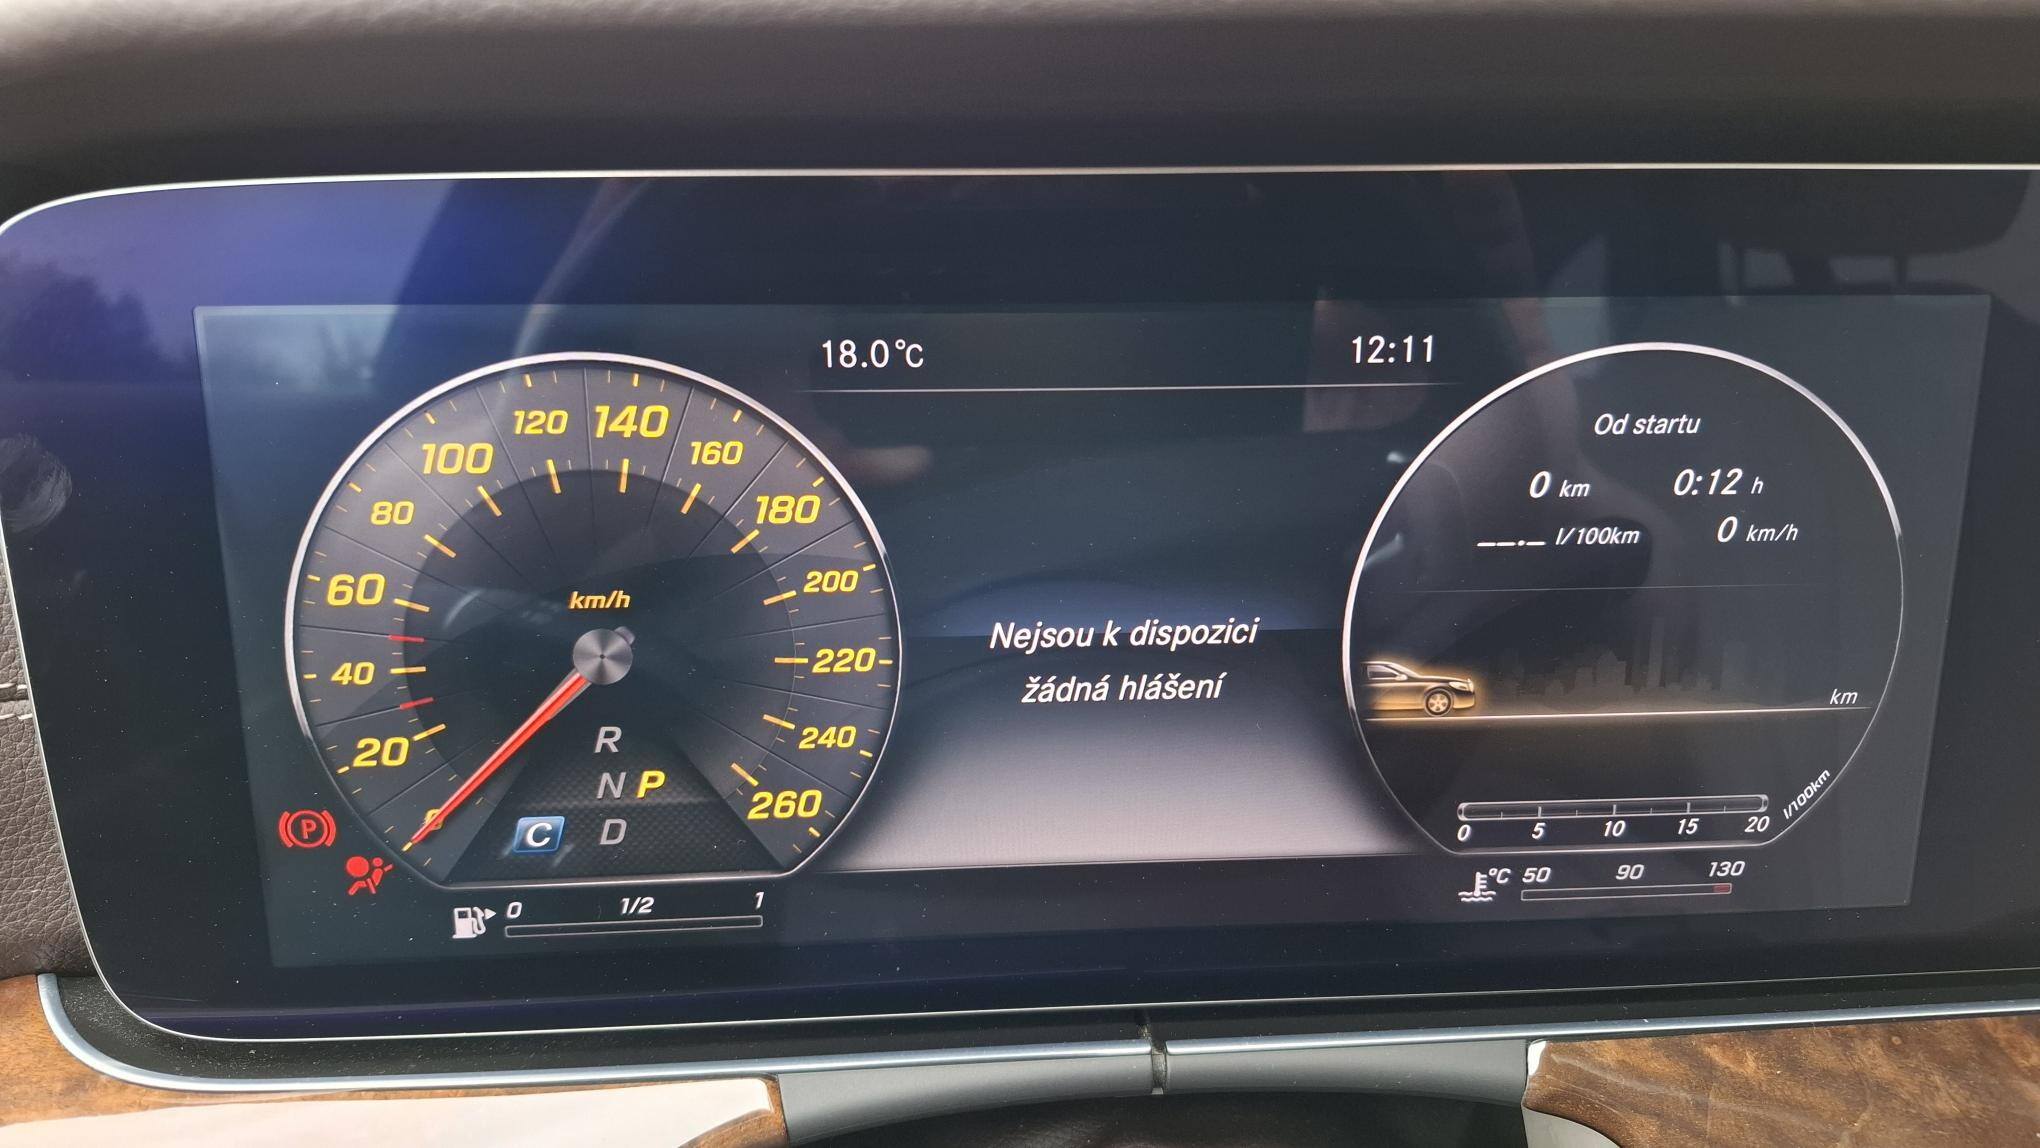 18.0°C 12:11
Od startu
0 km 0:12 h
__._ l/100km 0 km/h
0 20 40 60 80 100 120 140 160 180 200 220 240 260
km/h
Nejsou k dispozici
žádná hlášení
km
R
N P
C D
P
0 1/2 1
0 5 10 15 20 l/100km
°C 50 90 130